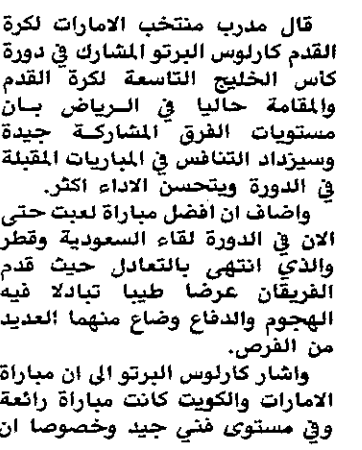 قال مدرب منتخب الامارات لكرة
القدم كارلوس البرتو المشارك في دورة
كأس الخليج التاسعة لكرة القدم
والمقامة حاليا في الرياض بان
مستويات الفرق المشاركة جيدة
وسيزداد التنافس في المباريات المقبلة
في الدورة ويتحسن الاداء اكثر.
واضاف ان افضل مباراة لعبت حتى
الان في الدورة لقاء السعودية وقطر
والذي انتهى بالتعادل حيث قدم
الفريقان عرضا طيبا تبادلا فيه
الهجوم والدفاع وضاع منهما العديد
من الفرص.
واشار كارلوس البرتو الى ان مباراة
الامارات والكويت كانت مباراة رائعة
وفي مستوى فني جيد وخصوصا ان